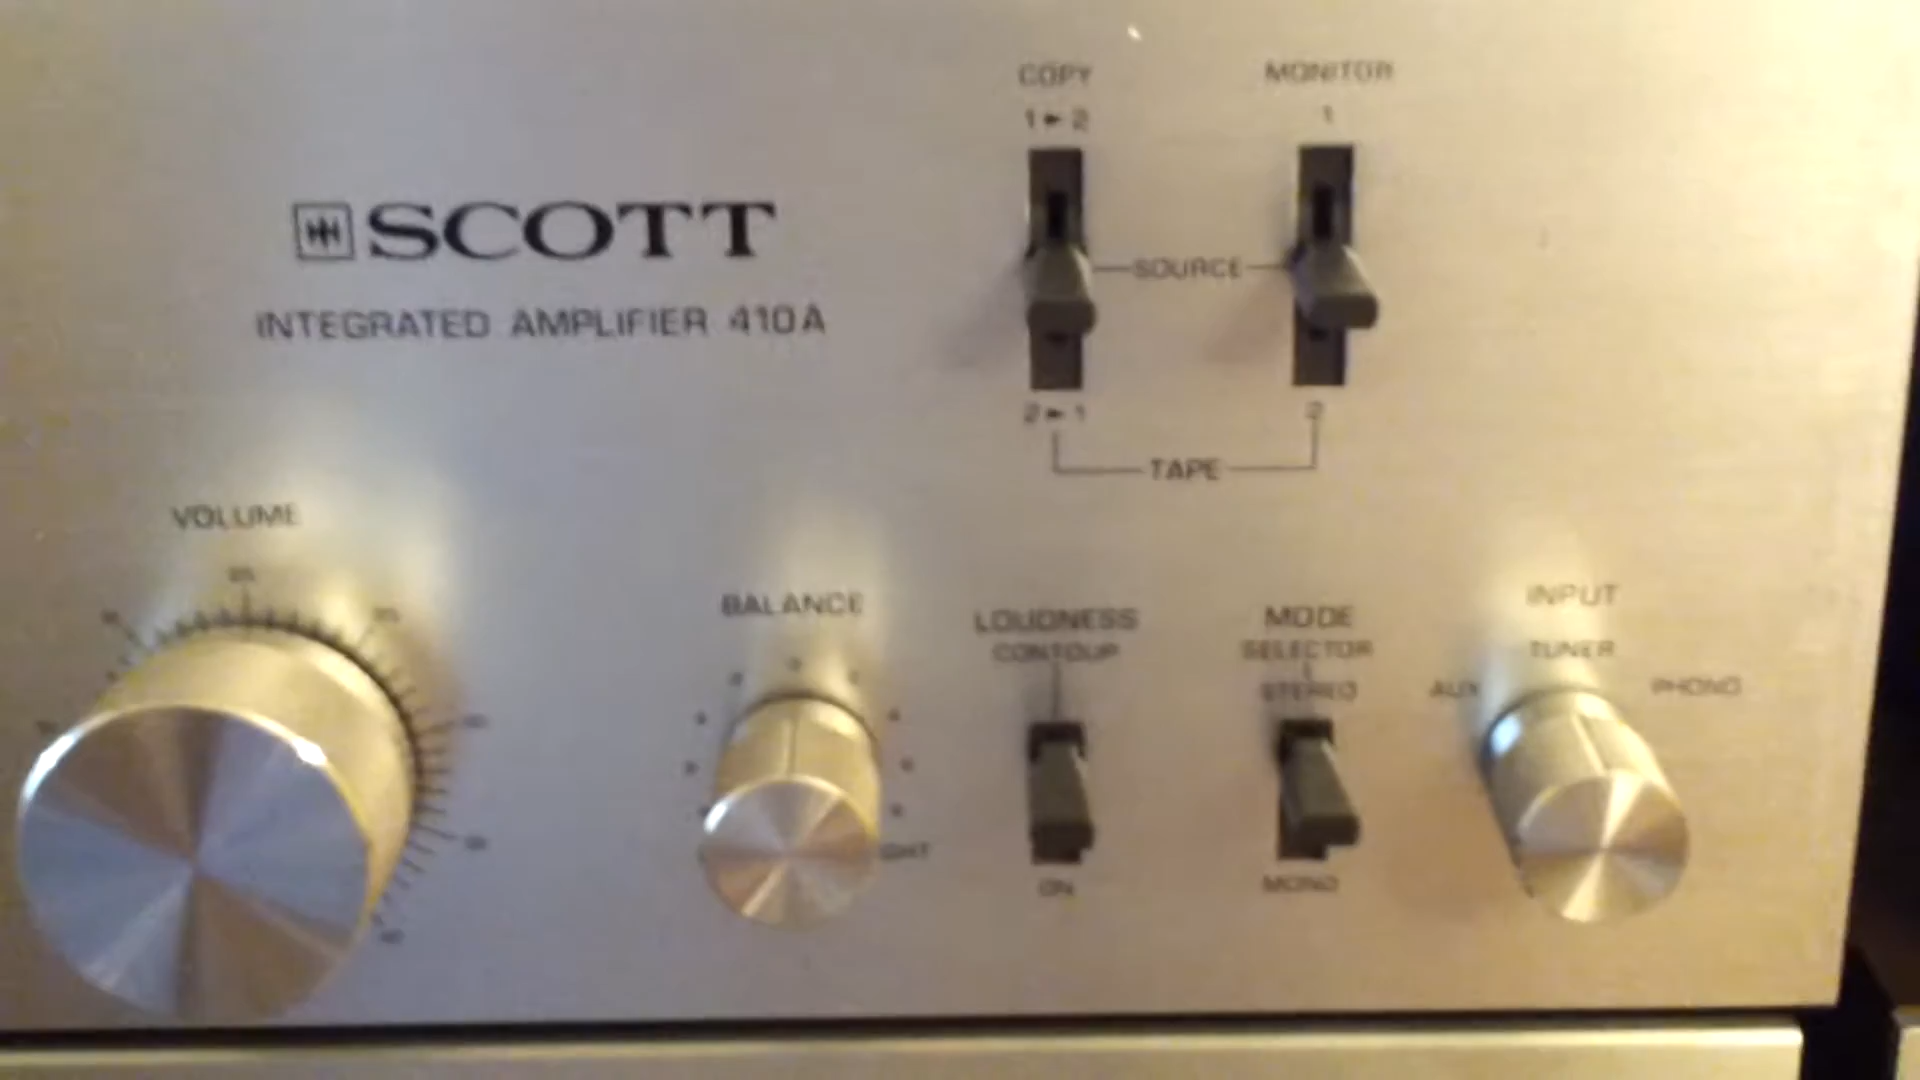 COPY
MONITOR
1 ► 2
1
SCOTT
SOURCE
INTEGRATED AMPLIFIER 410A
2 ► 1
2
TAPE
VOLUME
BALANCE
LOUDNESS
CONTOUR
MODE
SELECTOR
STEREO
INPUT
TUNER
AUX
PHONO
ON
MONO